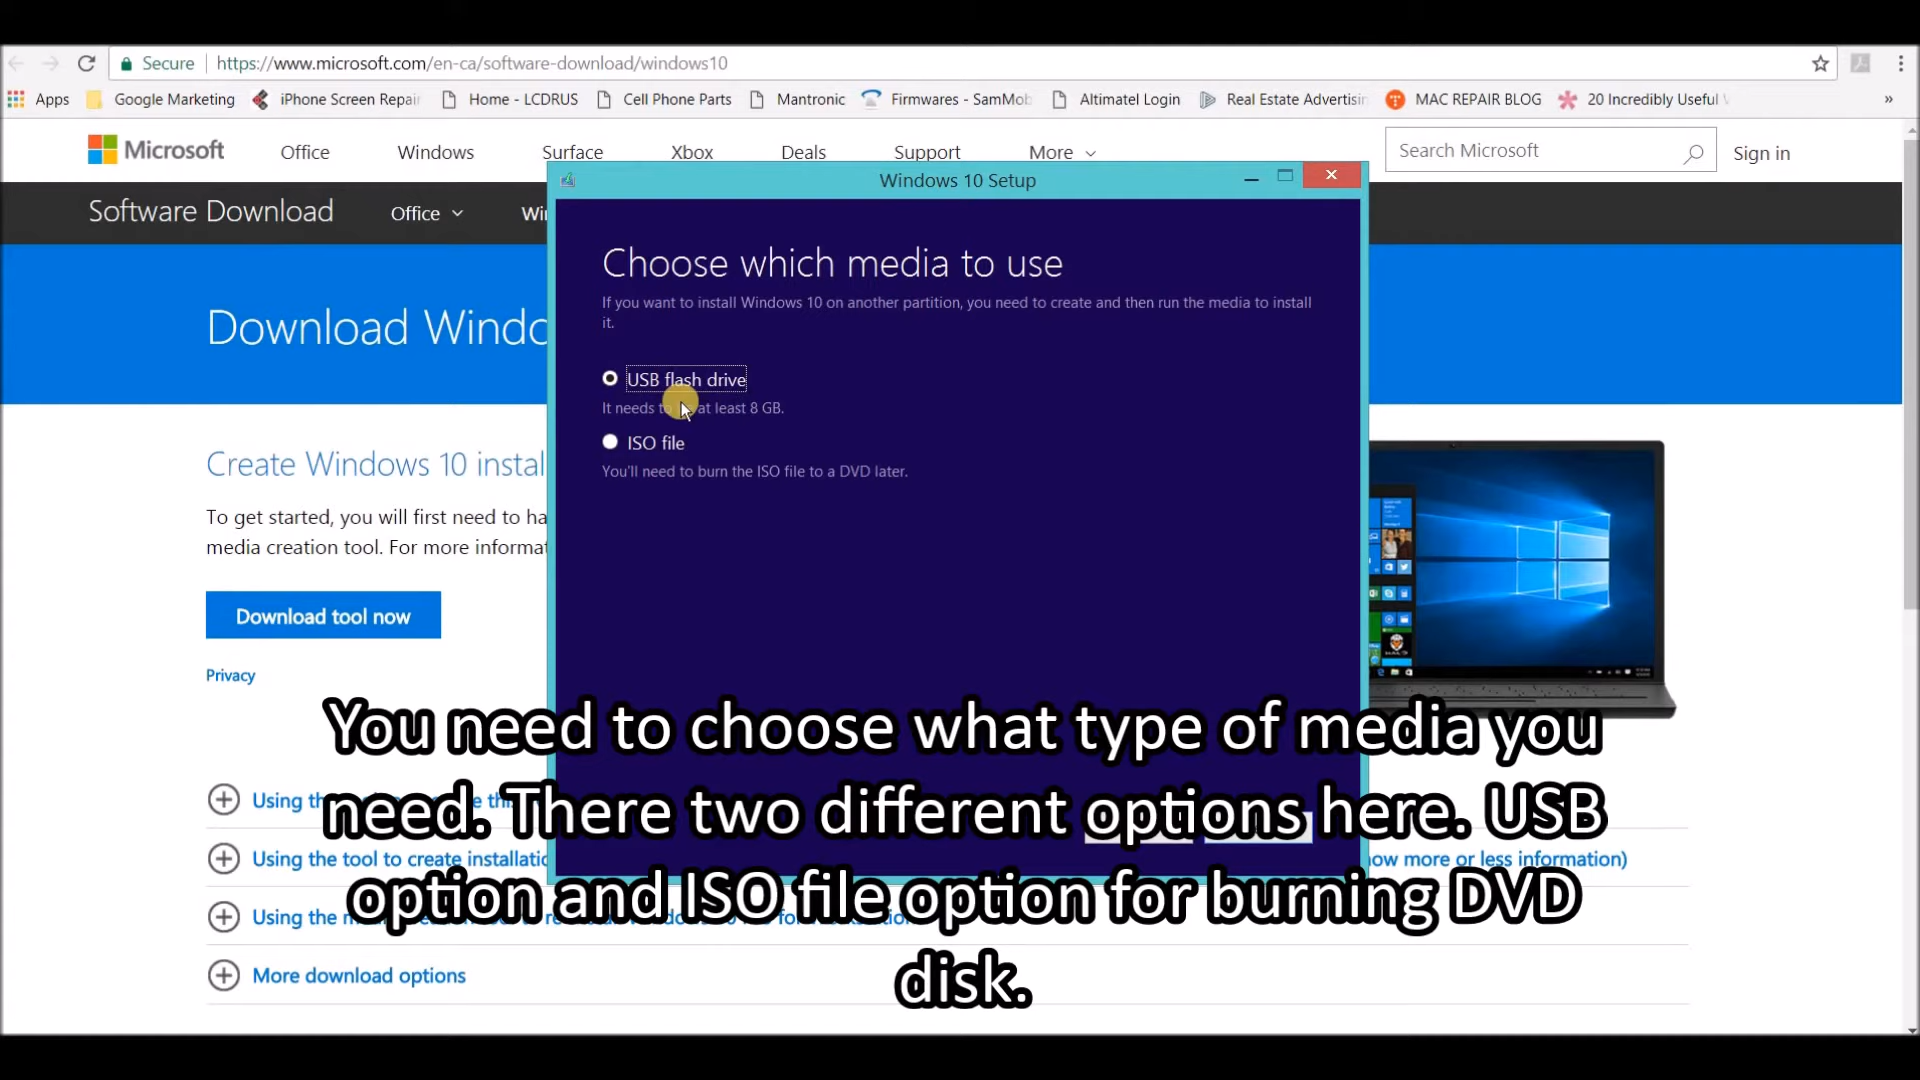 Secure https://www.microsoft.com/en-ca/software-download/windows10
Apps Google Marketing iPhone Screen Repair Home - LCDRUS Cell Phone Parts Mantronic Firmwares - SamMob Altimatel Login Real Estate Advertisin MAC REPAIR BLOG 20 Incredibly Useful »
Microsoft Office Windows Surface Xbox Deals Support More Search Microsoft Sign in
Windows 10 Setup
Software Download Office Wi
Choose which media to use
If you want to install Windows 10 on another partition, you need to create and then run the media to install
it.
Download Windo
USB flash drive
It needs to at least 8 GB.
ISO file
You'll need to burn the ISO file to a DVD later.
Create Windows 10 instal
To get started, you will first need to ha
media creation tool. For more informat
Download tool now
Privacy
You need to choose what type of media you
need. There two different options here. USB
option and ISO file option for burning DVD
disk.
Using th
Using the tool to create installatio ow more or less information)
Using the m
More download options